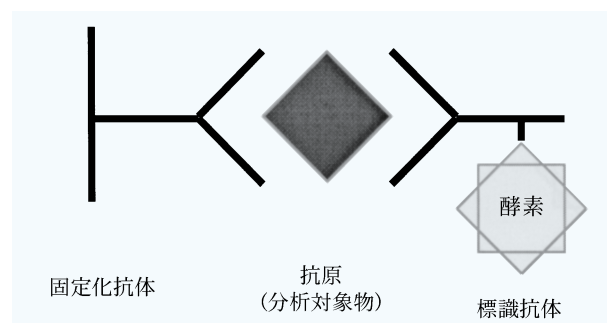 酵素
固定化抗体
抗原
（分析対象物）
標識抗体